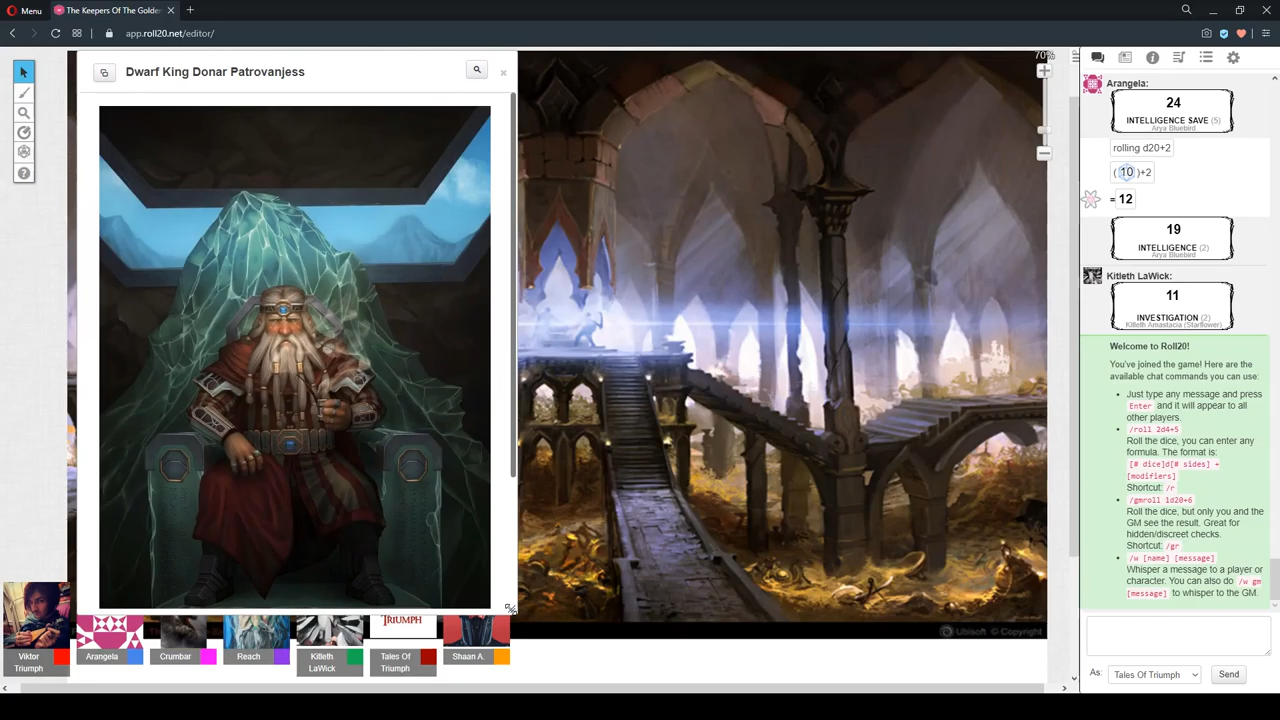 Menu
The Keepers Of The Golde
app.roll20.net/editor/
Dwarf King Donar Patrovanjess
70%
Arangela:
24
INTELLIGENCE SAVE (5)
Arya Bluebird
rolling d20+2
(10)+2
=12
19
INTELLIGENCE (2)
Arya Bluebird
Kitleth LaWick:
11
INVESTIGATION (2)
Killeth Amastacia (Starflower)
Welcome to Roll20!
You've joined the game! Here are the
available chat commands you can use:
Just type any message and press
Enter and it will appear to all
other players.
/roll 2d4+5
Roll the dice, you can enter any
formula. The format is:
[# dice]d[# sides] +
[modifiers]
Shortcut: /r
/gmroll 1d20+6
Roll the dice, but only you and the
GM see the result. Great for
hidden/discreet checks.
Shortcut: /gr
/w [name] [message]
Whisper a message to a player or
character. You can also do /w gm
[message] to whisper to the GM.
Ubisoft © Copyright
TRIUMPH
Viktor
Triumph
Arangela
Crumbar
Reach
Kitleth
LaWick
Tales Of
Triumph
Shaan A.
As:
Tales Of Triumph
Send